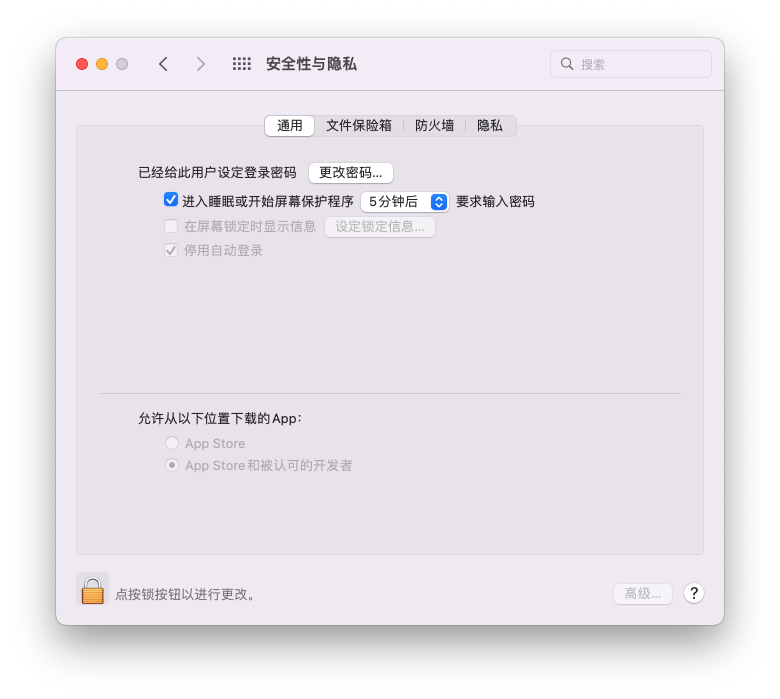 安全性与隐私
搜索
通用 文件保险箱 防火墙 隐私
已经给此用户设定登录密码 更改密码...
进入睡眠或开始屏幕保护程序 5分钟后 要求输入密码
在屏幕锁定时显示信息 设定锁定信息...
停用自动登录
允许从以下位置下载的App:
App Store
App Store和被认可的开发者
点按锁按钮以进行更改。
高级... ?